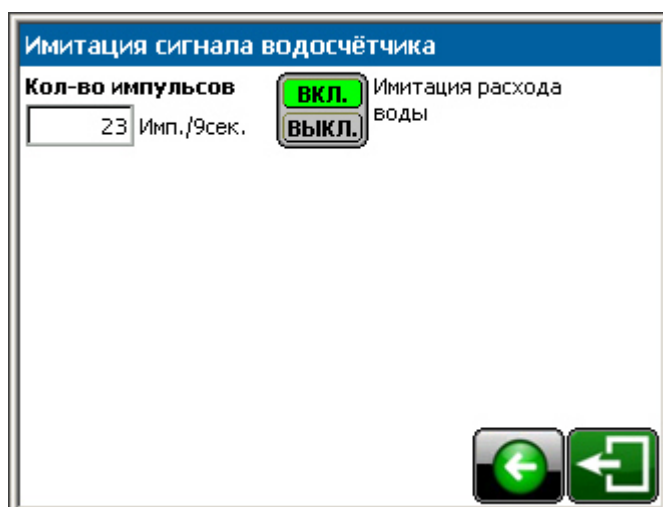 Имитация сигнала водосчётчика
Кол-во импульсов
23 Имп./9сек.
ВКЛ.
ВЫКЛ.
Имитация расхода
воды